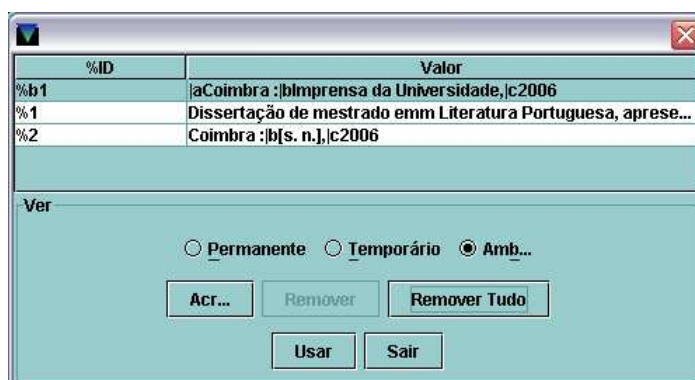 %ID Valor
%b1 |aCoimbra :|bImprensa da Universidade,|c2006
%1 Dissertação de mestrado emm Literatura Portuguesa, aprese...
%2 Coimbra :|b[s. n.],|c2006
Ver
Permanente Temporário Amb...
Acr... Remover Remover Tudo
Usar Sair